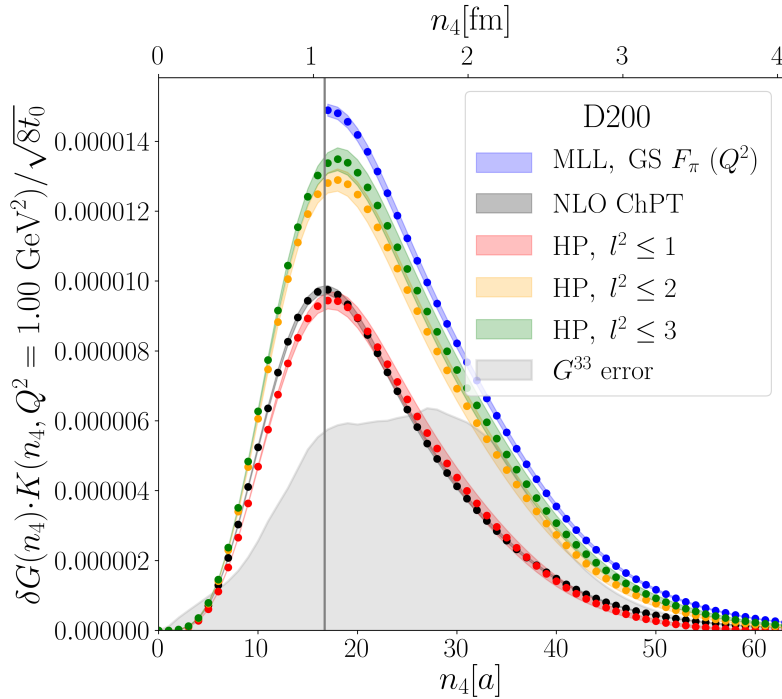 n₄[fm]
0 1 2 3 4
δG(n₄)·K(n₄, Q² = 1.00 GeV²)/√8t₀
0.000014
0.000012
0.000010
0.000008
0.000006
0.000004
0.000002
0.000000
D200
MLL, GS F_π (Q²)
NLO ChPT
HP, l² ≤ 1
HP, l² ≤ 2
HP, l² ≤ 3
G³³ error
0 10 20 30 40 50 60
n₄[a]